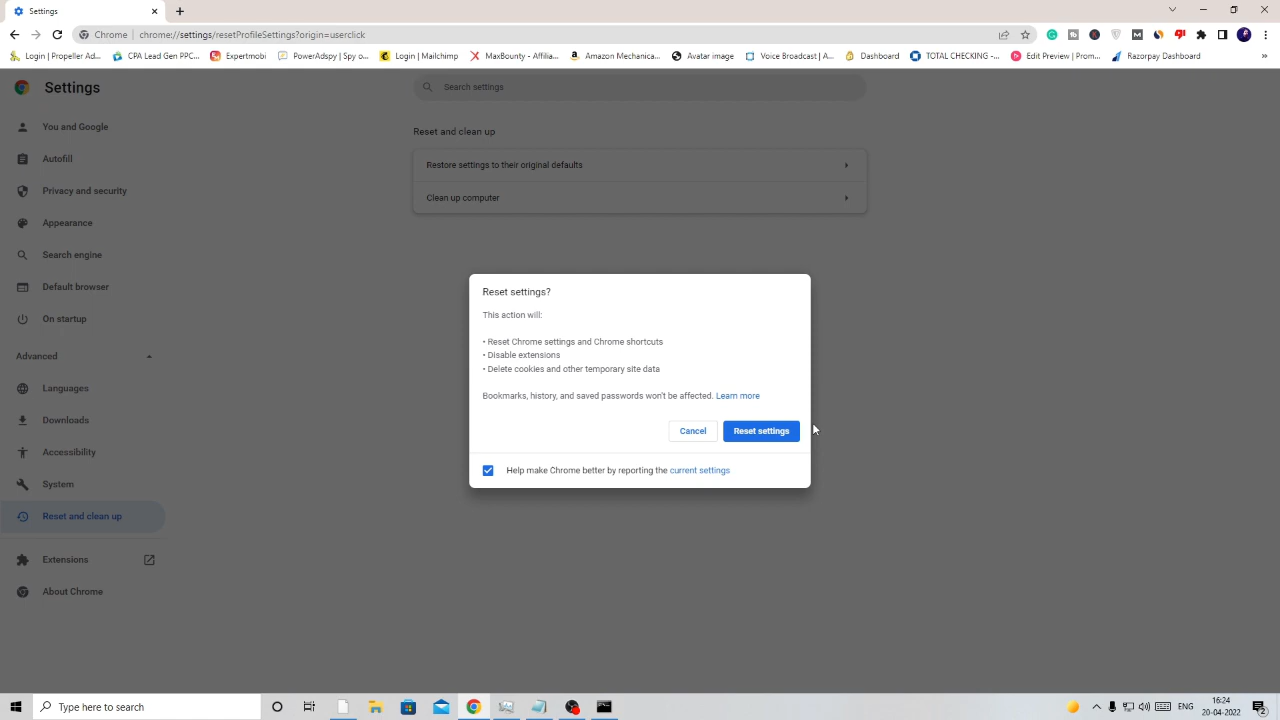 Settings
Chrome | chrome://settings/resetProfileSettings?origin=userclick
Login | Propeller Ad...
CPA Lead Gen PPC...
Expertmobi
PowerAdspy | Spy o...
Login | Mailchimp
MaxBounty - Affilia...
Amazon Mechanica...
Avatar image
Voice Broadcast | A...
Dashboard
TOTAL CHECKING -...
Edit Preview | Prom...
Razorpay Dashboard
»
Settings
Search settings
You and Google
Autofill
Privacy and security
Appearance
Search engine
Default browser
On startup
Advanced
Languages
Downloads
Accessibility
System
Reset and clean up
Extensions
About Chrome
Reset and clean up
Restore settings to their original defaults
Clean up computer
Reset settings?
This action will:
• Reset Chrome settings and Chrome shortcuts
• Disable extensions
• Delete cookies and other temporary site data
Bookmarks, history, and saved passwords won't be affected. Learn more
Cancel
Reset settings
Help make Chrome better by reporting the current settings
Type here to search
ENG
16:24
20-04-2022